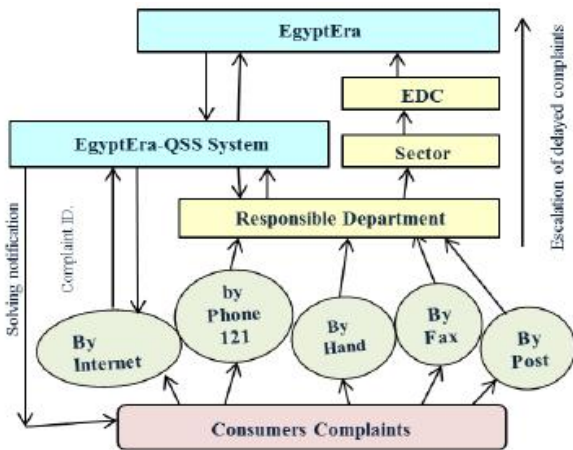 EgyptEra
EDC
EgyptEra-QSS System
Sector
Responsible Department
Escalation of delayed complaints
Solving notification
Complaint ID.
By
Internet
by
Phone
121
By
Hand
By
Fax
By
Post
Consumers Complaints